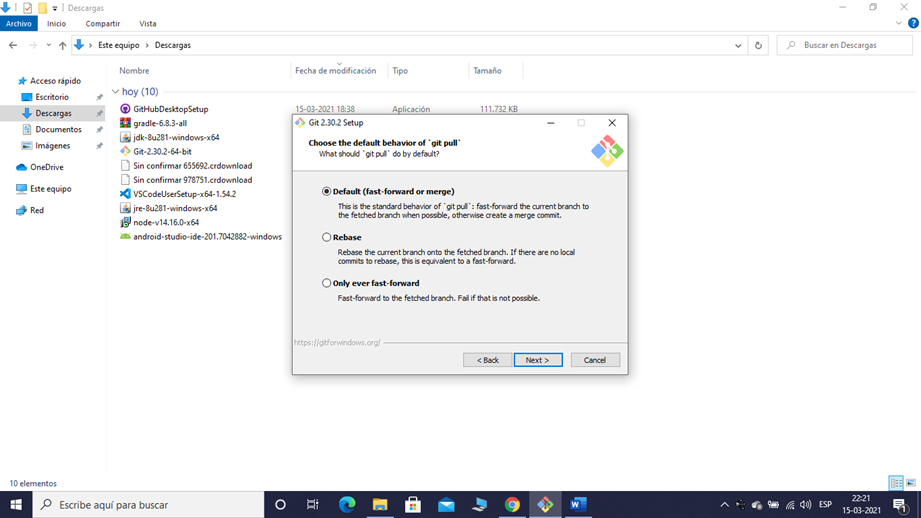 Descargas
Archivo Inicio Compartir Vista
Este equipo > Descargas
Buscar en Descargas
Nombre Fecha de modificación Tipo Tamaño
Acceso rápido
Escritorio
Descargas
Documentos
Imágenes
OneDrive
Este equipo
Red
hoy (10)
GitHubDesktopSetup 15-03-2021 18:38 Aplicación 111.732 KB
gradle-6.8.3-all
jdk-8u281-windows-x64
Git-2.30.2-64-bit
Sin confirmar 655692.crdownload
Sin confirmar 978751.crdownload
VSCodeUserSetup-x64-1.54.2
jre-8u281-windows-x64
node-v14.16.0-x64
android-studio-ide-201.7042882-windows
Git 2.30.2 Setup
Choose the default behavior of `git pull`
What should `git pull` do by default?
Default (fast-forward or merge)
This is the standard behavior of `git pull`: fast-forward the current branch to
the fetched branch when possible, otherwise create a merge commit.
Rebase
Rebase the current branch onto the fetched branch. If there are no local
commits to rebase, this is equivalent to a fast-forward.
Only ever fast-forward
Fast-forward to the fetched branch. Fail if that is not possible.
https://gitforwindows.org/
< Back Next > Cancel
10 elementos
Escribe aquí para buscar
ESP
22:21
15-03-2021
1